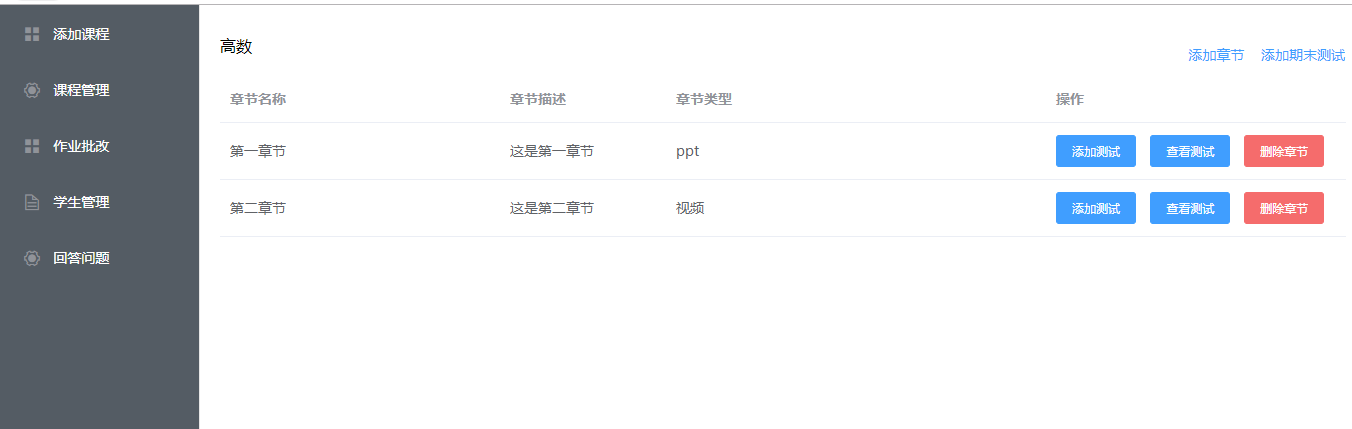 添加课程
课程管理
作业批改
学生管理
回答问题
高数
添加章节 添加期末测试
章节名称 章节描述 章节类型 操作
第一章节 这是第一章节 ppt 添加测试 查看测试 删除章节
第二章节 这是第二章节 视频 添加测试 查看测试 删除章节